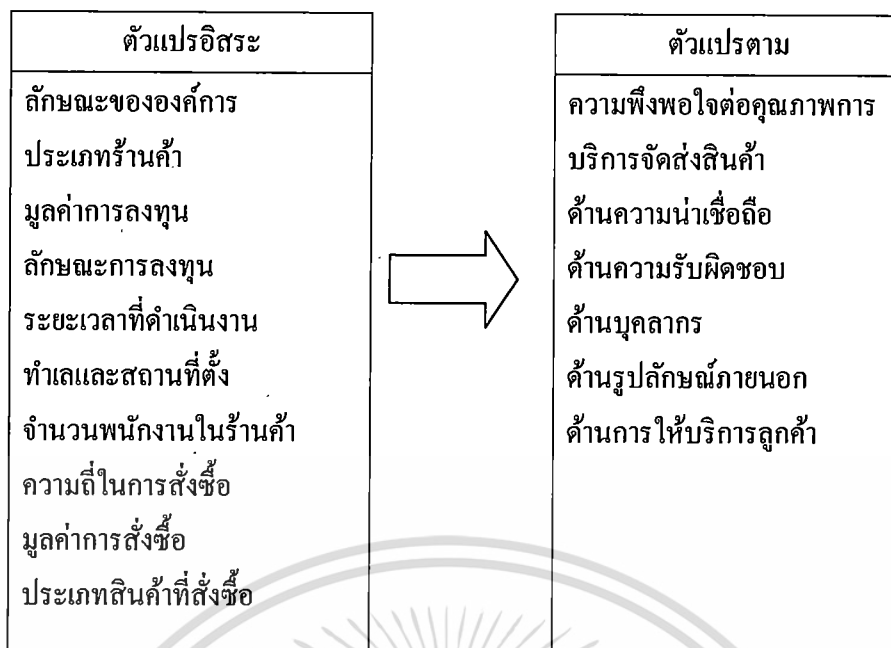 ตัวแปรอิสระ
ลักษณะขององค์การ
ประเภทร้านค้า
มูลค่าการลงทุน
ลักษณะการลงทุน
ระยะเวลาที่ดำเนินงาน
ทำเลและสถานที่ตั้ง
จำนวนพนักงานในร้านค้า
ความถี่ในการสั่งซื้อ
มูลค่าการสั่งซื้อ
ประเภทสินค้าที่สั่งซื้อ
ตัวแปรตาม
ความพึงพอใจต่อคุณภาพการ
บริการจัดส่งสินค้า
ด้านความน่าเชื่อถือ
ด้านความรับผิดชอบ
ด้านบุคลากร
ด้านรูปลักษณ์ภายนอก
ด้านการให้บริการลูกค้า